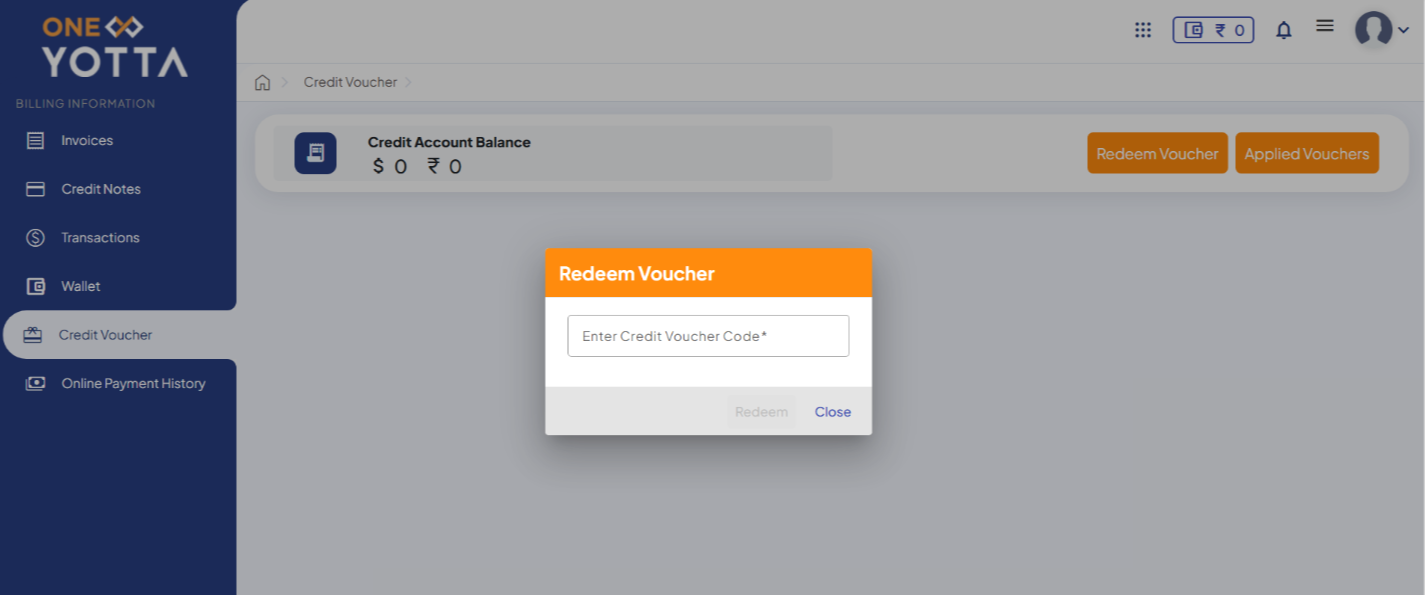 ONE
YOTTA
₹ 0
BILLING INFORMATION
Invoices
Credit Notes
Transactions
Wallet
Credit Voucher
Online Payment History
Credit Voucher
Credit Account Balance
$ 0 ₹ 0
Redeem Voucher
Applied Vouchers
Redeem Voucher
Enter Credit Voucher Code*
Redeem
Close